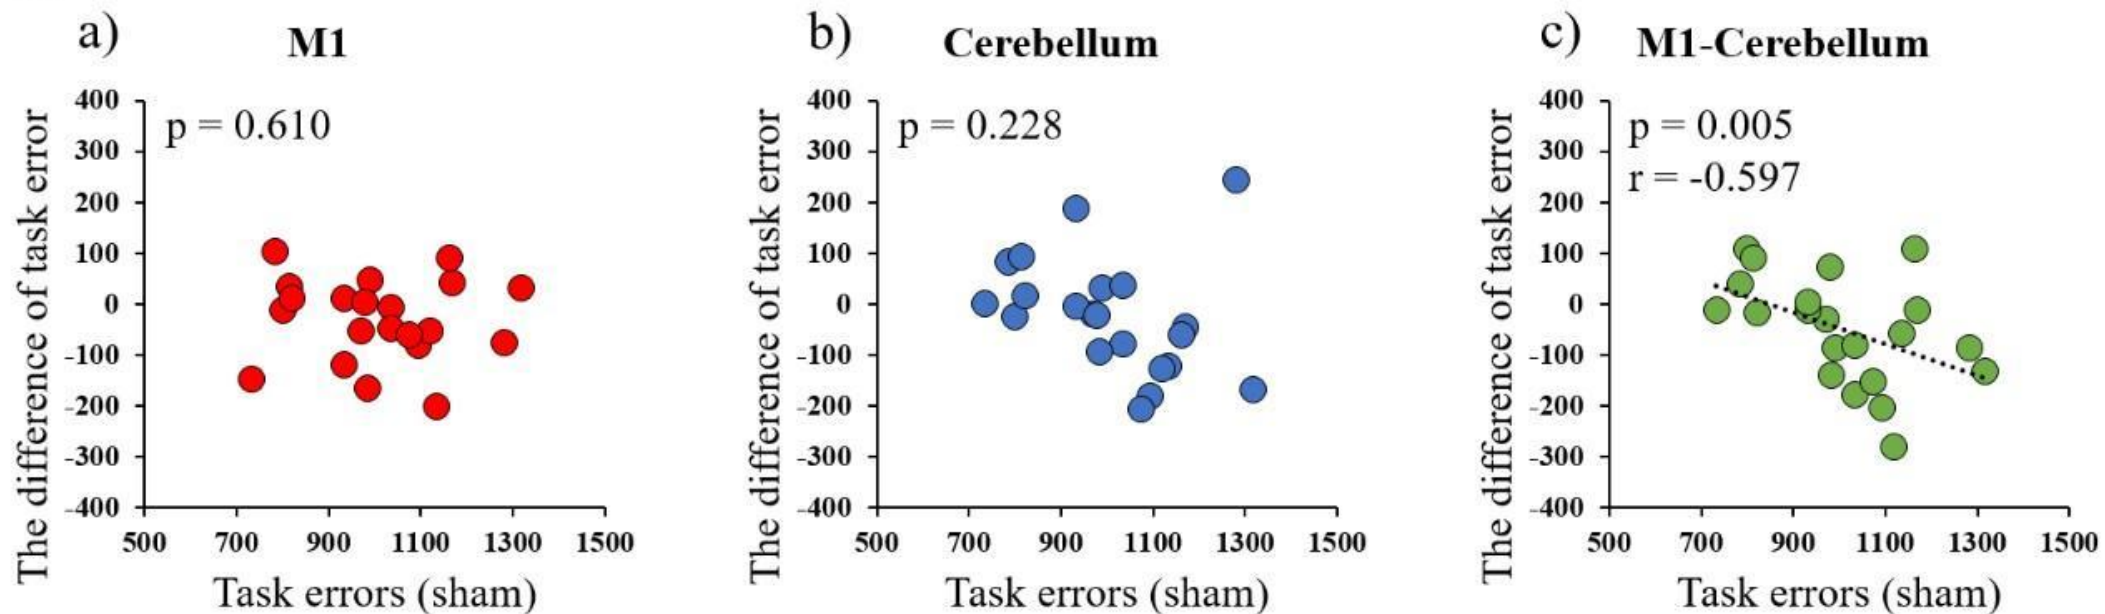 a)
M1
The difference of task error
400
300
200
100
0
-100
-200
-300
-400
p = 0.610
500 700 900 1100 1300 1500
Task errors (sham)
b)
Cerebellum
The difference of task error
400
300
200
100
0
-100
-200
-300
-400
p = 0.228
500 700 900 1100 1300 1500
Task errors (sham)
c)
M1-Cerebellum
The difference of task error
400
300
200
100
0
-100
-200
-300
-400
p = 0.005
r = -0.597
500 700 900 1100 1300 1500
Task errors (sham)